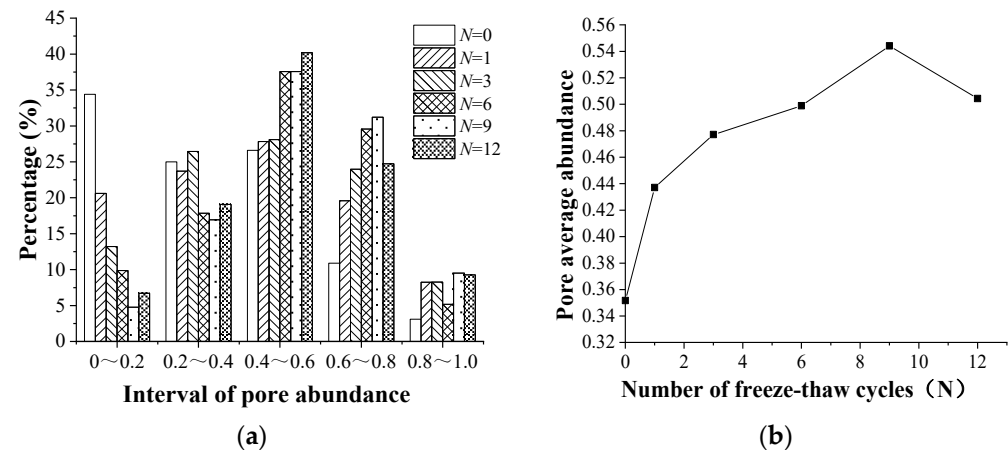 45
40
35
30
25
20
15
10
5
0
Percentage (%)
N=0
N=1
N=3
N=6
N=9
N=12
0～0.2 0.2～0.4 0.4～0.6 0.6～0.8 0.8～1.0
Interval of pore abundance
(a)
0.56
0.54
0.52
0.50
0.48
0.46
0.44
0.42
0.40
0.38
0.36
0.34
0.32
Pore average abundance
0 2 4 6 8 10 12
Number of freeze-thaw cycles（N）
(b)